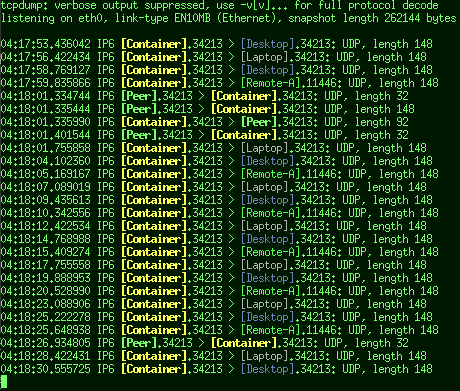 tcpdump: verbose output suppressed, use -v[v]... for full protocol decode
listening on eth0, link-type EN10MB (Ethernet), snapshot length 262144 bytes
04:17:53.436042 IP6 [Container].34213 > [Desktop].34213: UDP, length 148
04:17:56.422434 IP6 [Container].34213 > [Laptop].34213: UDP, length 148
04:17:58.769127 IP6 [Container].34213 > [Desktop].34213: UDP, length 148
04:17:59.835866 IP6 [Container].34213 > [Remote-A].11446: UDP, length 148
04:18:01.334744 IP6 [Peer].34213 > [Container].34213: UDP, length 32
04:18:01.335444 IP6 [Peer].34213 > [Container].34213: UDP, length 148
04:18:01.335990 IP6 [Container].34213 > [Peer].34213: UDP, length 92
04:18:01.401544 IP6 [Peer].34213 > [Container].34213: UDP, length 32
04:18:01.755858 IP6 [Container].34213 > [Laptop].34213: UDP, length 148
04:18:04.102360 IP6 [Container].34213 > [Desktop].34213: UDP, length 148
04:18:05.169167 IP6 [Container].34213 > [Remote-A].11446: UDP, length 148
04:18:07.089019 IP6 [Container].34213 > [Laptop].34213: UDP, length 148
04:18:09.435613 IP6 [Container].34213 > [Desktop].34213: UDP, length 148
04:18:10.342556 IP6 [Container].34213 > [Remote-A].11446: UDP, length 148
04:18:12.422534 IP6 [Container].34213 > [Laptop].34213: UDP, length 148
04:18:14.768988 IP6 [Container].34213 > [Desktop].34213: UDP, length 148
04:18:15.409274 IP6 [Container].34213 > [Remote-A].11446: UDP, length 148
04:18:17.755558 IP6 [Container].34213 > [Laptop].34213: UDP, length 148
04:18:19.888953 IP6 [Container].34213 > [Desktop].34213: UDP, length 148
04:18:20.528990 IP6 [Container].34213 > [Remote-A].11446: UDP, length 148
04:18:23.088906 IP6 [Container].34213 > [Laptop].34213: UDP, length 148
04:18:25.222278 IP6 [Container].34213 > [Desktop].34213: UDP, length 148
04:18:25.648938 IP6 [Container].34213 > [Remote-A].11446: UDP, length 148
04:18:26.934805 IP6 [Peer].34213 > [Container].34213: UDP, length 32
04:18:28.422431 IP6 [Container].34213 > [Laptop].34213: UDP, length 148
04:18:30.555725 IP6 [Container].34213 > [Desktop].34213: UDP, length 148